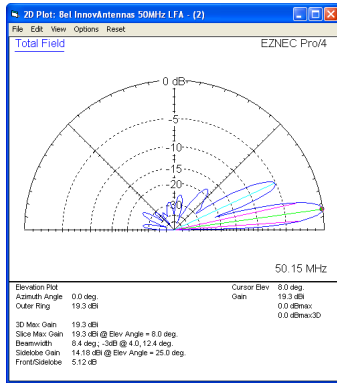 2D Plot: Bel InnovAntennas 50MHz LFA - (2)
File Edit View Options Reset
Total Field
EZNEC Pro/4
0 dB
-5
-10
-15
-20
-30
50.15 MHz
Elevation Plot
Cursor Elev 8.0 deg.
Azimuth Angle 0.0 deg.
Gain 19.3 dBi
Outer Ring 19.3 dBi
0.0 dBmax
0.0 dBmax3D
3D Max Gain 19.3 dBi
Slice Max Gain 19.3 dBi @ Elev Angle = 8.0 deg.
Beamwidth 8.4 deg.; -3dB @ 4.0, 12.4 deg.
Sidelobe Gain 14.18 dBi @ Elev Angle = 25.0 deg.
Front/Sidelobe 5.12 dB